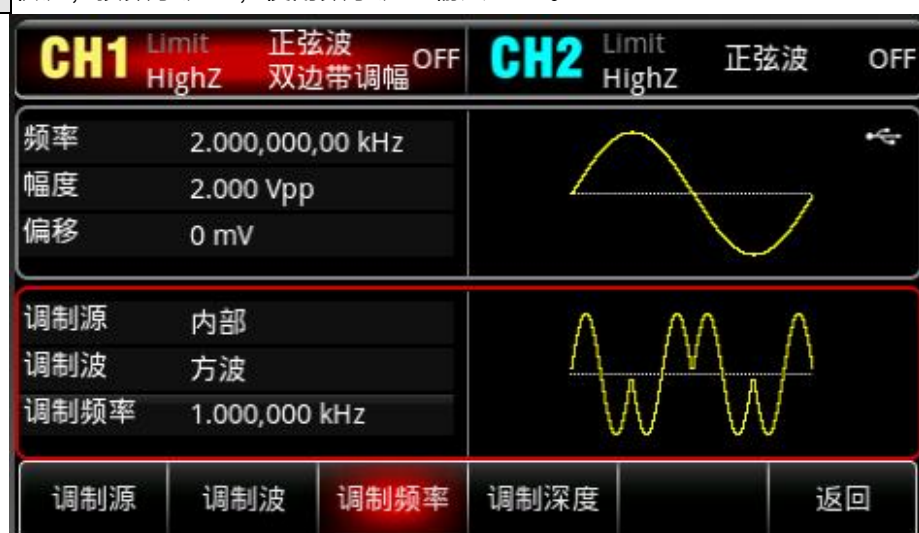 CH1 Limit 正弦波 OFF CH2 Limit 正弦波 OFF
HighZ 双边带调幅 HighZ
频率 2.000,000,00 kHz
幅度 2.000 Vpp
偏移 0 mV
调制源 内部
调制波 方波
调制频率 1.000,000 kHz
调制源 调制波 调制频率 调制深度 返回